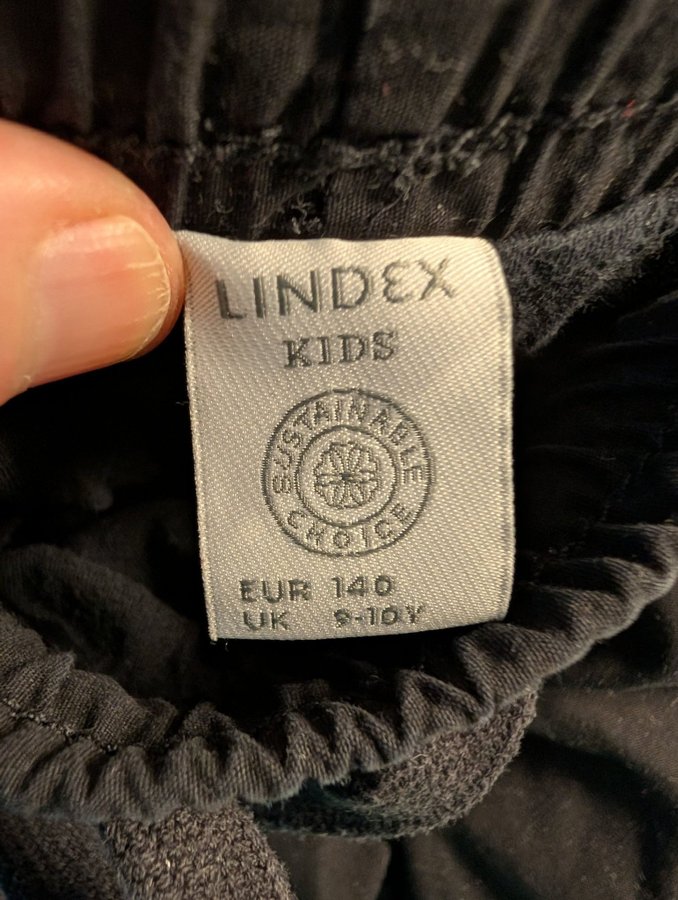 LINDEX
KIDS
SUSTAINABLE
CHOICE
EUR 140
UK 9-10Y